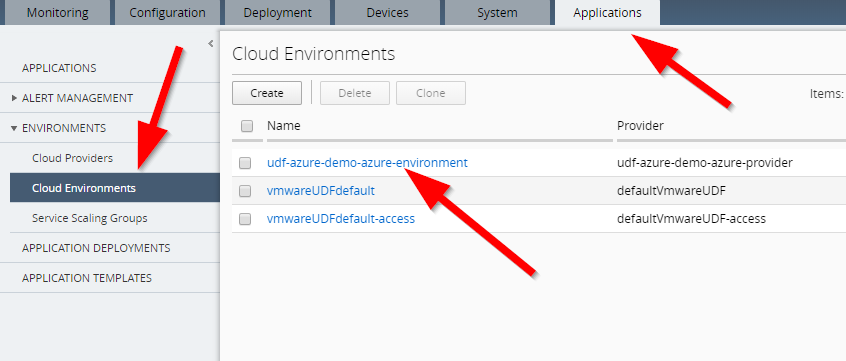 Monitoring Configuration Deployment Devices System Applications
APPLICATIONS
ALERT MANAGEMENT
ENVIRONMENTS
Cloud Providers
Cloud Environments
Service Scaling Groups
APPLICATION DEPLOYMENTS
APPLICATION TEMPLATES
Cloud Environments
Create Delete Clone Items:
Name Provider
udf-azure-demo-azure-environment udf-azure-demo-azure-provider
vmwareUDFdefault defaultVmwareUDF
vmwareUDFdefault-access defaultVmwareUDF-access